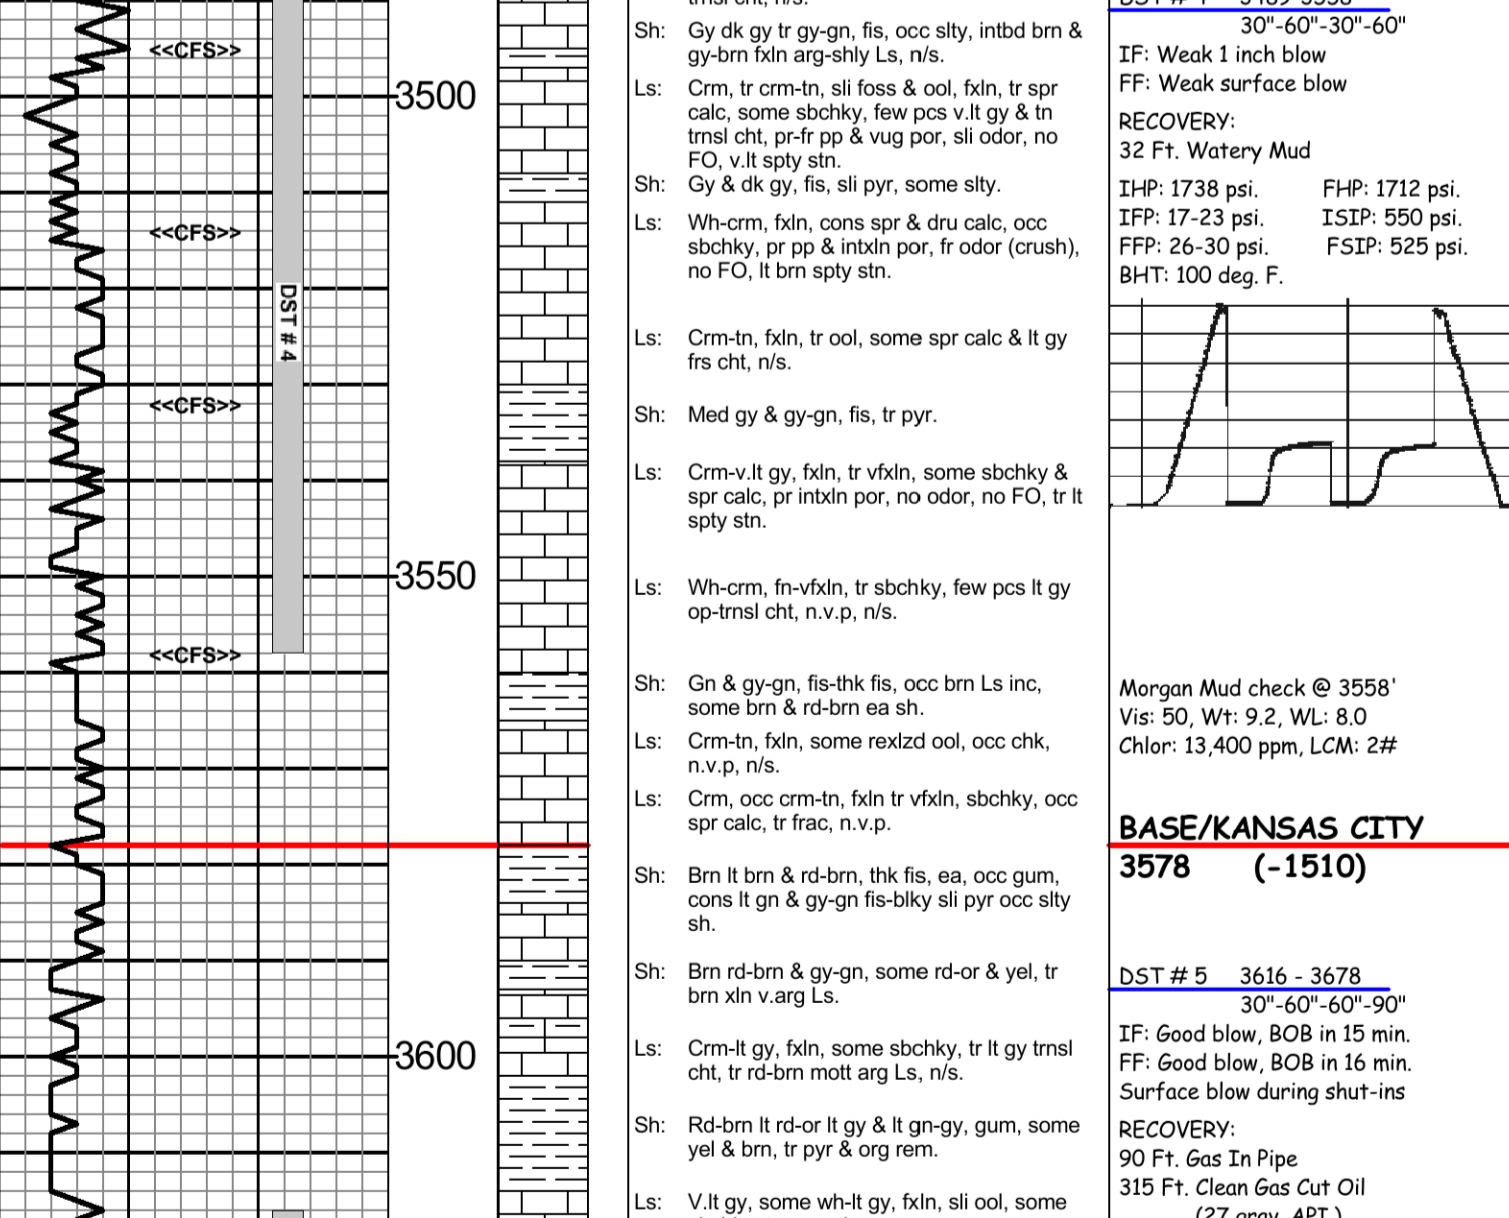 <<CFS>>
<<CFS>>
<<CFS>>
<<CFS>>
DST # 4
3500
3550
3600
Sh: Gy dk gy tr gy-gn, fis, occ slty, intbd brn &
gy-brn fxln arg-shly Ls, n/s.
Ls: Crm, tr crm-tn, sli foss & ool, fxln, tr spr
calc, some sbchky, few pcs v.lt gy & tn
trnsl cht, pr-fr pp & vug por, sli odor, no
FO, v.lt spty stn.
Sh: Gy & dk gy, fis, sli pyr, some slty.
Ls: Wh-crm, fxln, cons spr & dru calc, occ
sbchky, pr pp & intxln por, fr odor (crush),
no FO, lt brn spty stn.
Ls: Crm-tn, fxln, tr ool, some spr calc & lt gy
frs cht, n/s.
Sh: Med gy & gy-gn, fis, tr pyr.
Ls: Crm-v.lt gy, fxln, tr vfxln, some sbchky &
spr calc, pr intxln por, no odor, no FO, tr lt
spty stn.
Ls: Wh-crm, fn-vfxln, tr sbchky, few pcs lt gy
op-trnsl cht, n.v.p, n/s.
Sh: Gn & gy-gn, fis-thk fis, occ brn Ls inc,
some brn & rd-brn ea sh.
Ls: Crm-tn, fxln, some rexlzd ool, occ chk,
n.v.p, n/s.
Ls: Crm, occ crm-tn, fxln tr vfxln, sbchky, occ
spr calc, tr frac, n.v.p.
Sh: Brn lt brn & rd-brn, thk fis, ea, occ gum,
cons lt gn & gy-gn fis-blky sli pyr occ slty
sh.
Sh: Brn rd-brn & gy-gn, some rd-or & yel, tr
brn xln v.arg Ls.
Ls: Crm-lt gy, fxln, some sbchky, tr lt gy trnsl
cht, tr rd-brn mott arg Ls, n/s.
Sh: Rd-brn lt rd-or lt gy & lt gn-gy, gum, some
yel & brn, tr pyr & org rem.
Ls: V.lt gy, some wh-lt gy, fxln, sli ool, some
30"-60"-30"-60"
IF: Weak 1 inch blow
FF: Weak surface blow
RECOVERY:
32 Ft. Watery Mud
IHP: 1738 psi. FHP: 1712 psi.
IFP: 17-23 psi. ISIP: 550 psi.
FFP: 26-30 psi. FSIP: 525 psi.
BHT: 100 deg. F.
Morgan Mud check @ 3558'
Vis: 50, Wt: 9.2, WL: 8.0
Chlor: 13,400 ppm, LCM: 2#
BASE/KANSAS CITY
3578 (-1510)
DST # 5 3616 - 3678
30"-60"-60"-90"
IF: Good blow, BOB in 15 min.
FF: Good blow, BOB in 16 min.
Surface blow during shut-ins
RECOVERY:
90 Ft. Gas In Pipe
315 Ft. Clean Gas Cut Oil